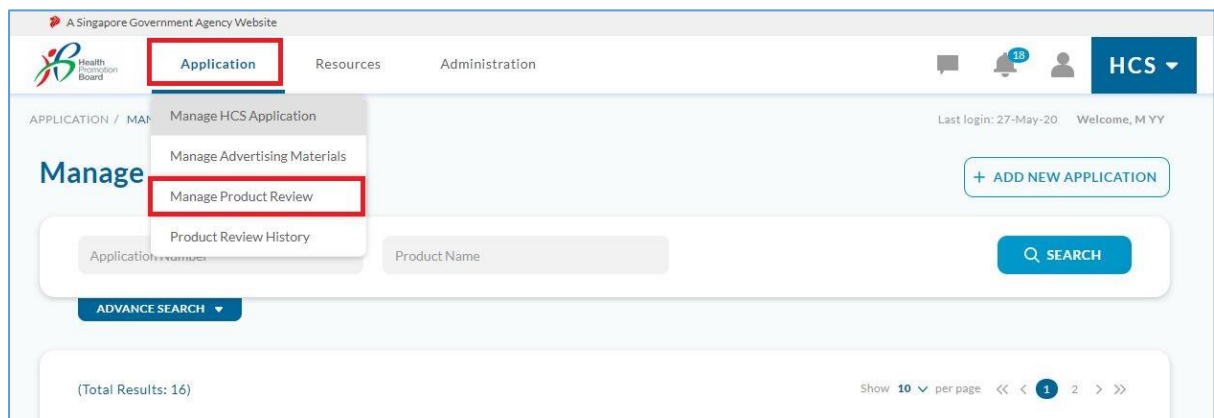 A Singapore Government Agency Website
Health
Promotion
Board
Application Resources Administration
18
HCS
APPLICATION / MAN
Manage HCS Application
Last login: 27-May-20 Welcome, M YY
Manage Advertising Materials
Manage
+ ADD NEW APPLICATION
Manage Product Review
Product Review History
Application Number Product Name
SEARCH
ADVANCE SEARCH
(Total Results: 16) Show 10 per page << < 1 2 > >>